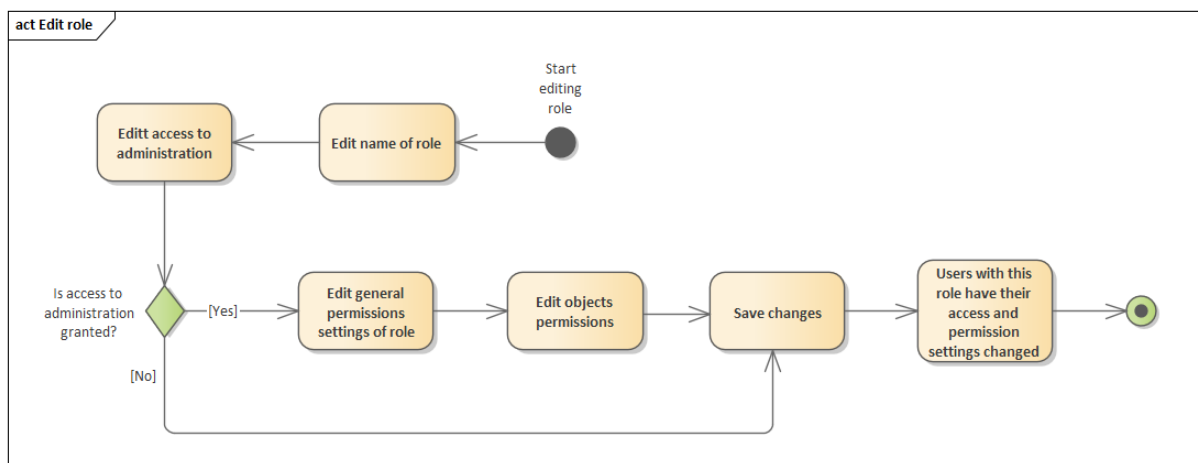 act Edit role
Start
editing
role
Editt access to
administration
Edit name of role
Is access to
administration
granted?
[Yes]
[No]
Edit general
permissions
settings of role
Edit objects
permissions
Save changes
Users with this
role have their
access and
permission
settings changed